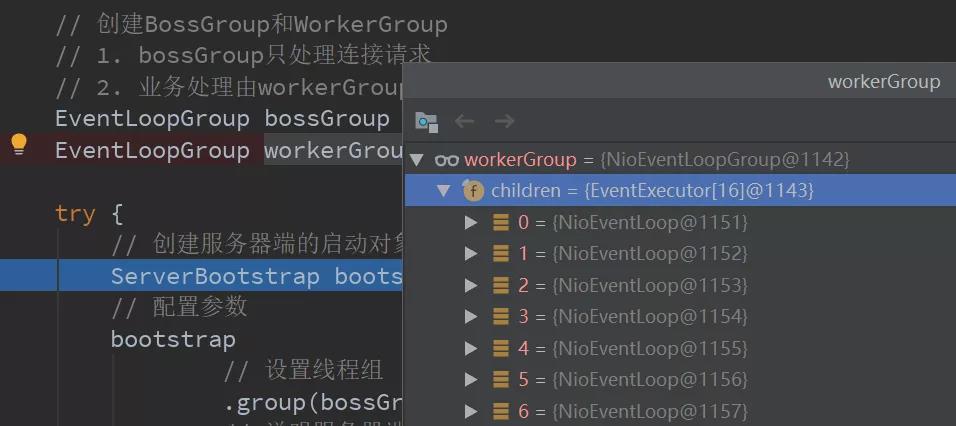 // 创建BossGroup和WorkerGroup
// 1. bossGroup只处理连接请求
// 2. 业务处理由workerGroup
EventLoopGroup bossGroup
EventLoopGroup workerGrou
try {
// 创建服务器端的启动对象
ServerBootstrap boots
// 配置参数
bootstrap
// 设置线程组
.group(bossGr
workerGroup
workerGroup = {NioEventLoopGroup@1142}
f children = {EventExecutor[16]@1143}
0 = {NioEventLoop@1151}
1 = {NioEventLoop@1152}
2 = {NioEventLoop@1153}
3 = {NioEventLoop@1154}
4 = {NioEventLoop@1155}
5 = {NioEventLoop@1156}
6 = {NioEventLoop@1157}